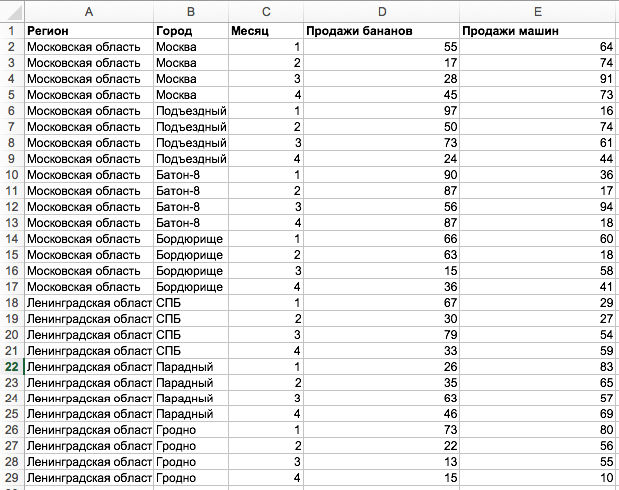 A B C D E
1 Регион Город Месяц Продажи бананов Продажи машин
2 Московская область Москва 1 55 64
3 Московская область Москва 2 17 74
4 Московская область Москва 3 28 91
5 Московская область Москва 4 45 73
6 Московская область Подъездный 1 97 16
7 Московская область Подъездный 2 50 74
8 Московская область Подъездный 3 73 61
9 Московская область Подъездный 4 24 44
10 Московская область Батон-8 1 90 36
11 Московская область Батон-8 2 87 17
12 Московская область Батон-8 3 56 94
13 Московская область Батон-8 4 87 18
14 Московская область Бордюрище 1 66 60
15 Московская область Бордюрище 2 63 18
16 Московская область Бордюрище 3 15 58
17 Московская область Бордюрище 4 36 41
18 Ленинградская област СПБ 1 67 29
19 Ленинградская област СПБ 2 30 27
20 Ленинградская област СПБ 3 79 54
21 Ленинградская област СПБ 4 33 59
22 Ленинградская област Парадный 1 26 83
23 Ленинградская област Парадный 2 35 65
24 Ленинградская област Парадный 3 63 57
25 Ленинградская област Парадный 4 46 69
26 Ленинградская област Гродно 1 73 80
27 Ленинградская област Гродно 2 22 56
28 Ленинградская област Гродно 3 13 55
29 Ленинградская област Гродно 4 15 10